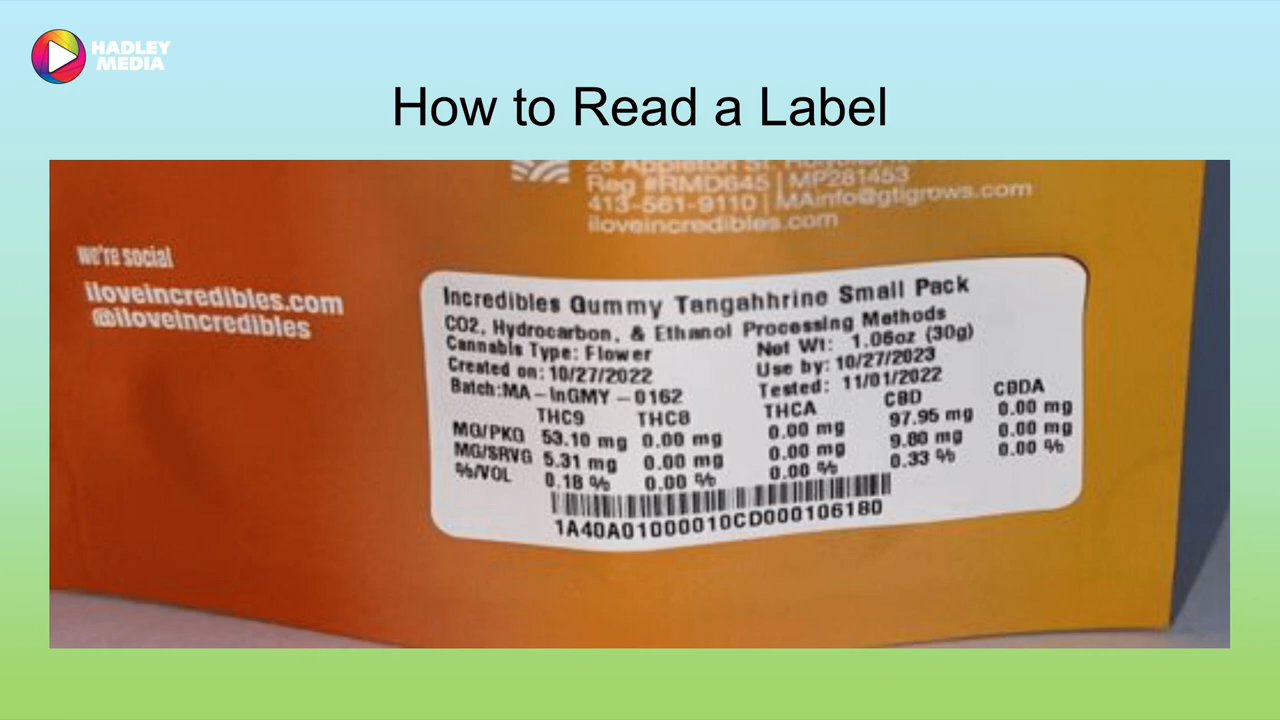 HADLEY
MEDIA
How to Read a Label
28 Appleton St.
Reg #RMD645 | MP281453
413-561-9110 | MAinfo@gtigrows.com
iloveincredibles.com
we're social
iloveincredibles.com
@iloveincredibles
Incredibles Gummy Tangahhrine Small Pack
CO2, Hydrocarbon, & Ethanol Processing Methods
Cannabis Type: Flower Net Wt: 1.06oz (30g)
Created on: 10/27/2022 Use by: 10/27/2023
Batch:MA-InGMY-0162 Tested: 11/01/2022
THC9 THC8 THCA CBD CBDA
MG/PKG 53.10 mg 0.00 mg 0.00 mg 97.95 mg 0.00 mg
MG/SRVG 5.31 mg 0.00 mg 0.00 mg 9.80 mg 0.00 mg
%/VOL 0.18 % 0.00 % 0.00 % 0.33 % 0.00 %
1A40A01000010CD000106180